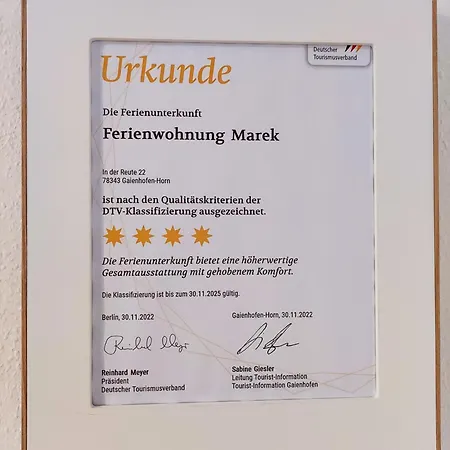 Deutscher
Tourismusverband
Urkunde
Die Ferienunterkunft
Ferienwohnung Marek
In der Reute 22
78343 Gaienhofen-Horn
ist nach den Qualitätskriterien der
DTV-Klassifizierung ausgezeichnet.
Die Ferienunterkunft bietet eine höherwertige
Gesamtausstattung mit gehobenem Komfort.
Die Klassifizierung ist bis zum 30.11.2025 gültig.
Berlin, 30.11.2022
Gaienhofen-Horn, 30.11.2022
Reinhard Meyer
Präsident
Deutscher Tourismusverband
Sabine Giesler
Leitung Tourist-Information
Tourist-Information Gaienhofen